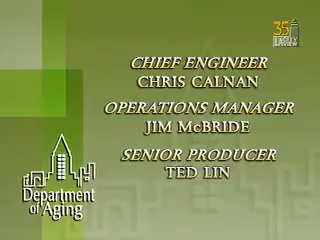 35
CHIEF ENGINEER
CHRIS CALNAN
OPERATIONS MANAGER
JIM McBRIDE
SENIOR PRODUCER
TED LIN
Department
of Aging